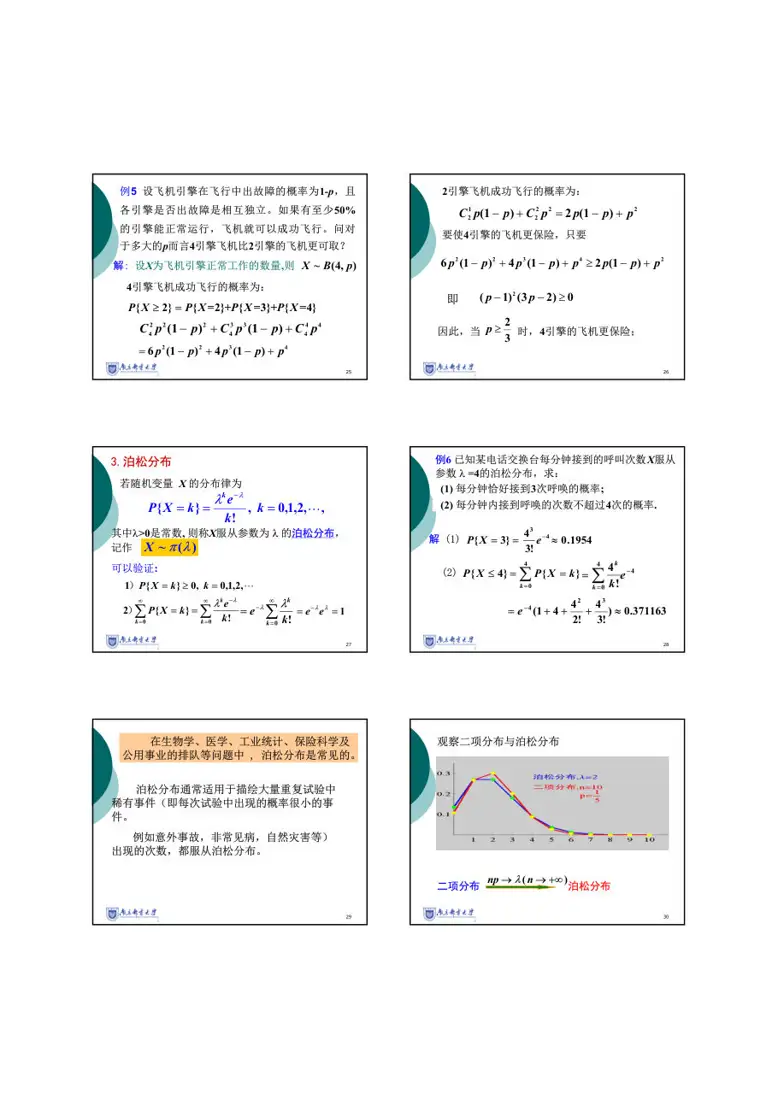 例5 设飞机引擎在飞行中出故障的概率为1-p，且
各引擎是否出故障是相互独立。如果有至少50%
的引擎能正常运行，飞机就可以成功飞行。问对
于多大的p而言4引擎飞机比2引擎的飞机更可取？
解: 设X为飞机引擎正常工作的数量,则 X ~ B(4, p)
4引擎飞机成功飞行的概率为：
P{X ≥ 2} = P{X=2}+P{X=3}+P{X=4}
C₄² p²(1 − p)² + C₄³ p³(1 − p) + C₄⁴ p⁴
= 6p²(1 − p)² + 4p³(1 − p) + p⁴
25
2引擎飞机成功飞行的概率为：
C₂¹ p(1 − p) + C₂² p² = 2p(1 − p) + p²
要使4引擎的飞机更保险，只要
6p²(1 − p)² + 4p³(1 − p) + p⁴ ≥ 2p(1 − p) + p²
即 (p − 1)²(3p − 2) ≥ 0
因此，当 p ≥ 2/3 时，4引擎的飞机更保险；
26
3.泊松分布
若随机变量 X 的分布律为
P{X = k} = λᵏe^(−λ)/k! , k = 0,1,2,⋯,
其中λ>0是常数, 则称X服从参数为 λ 的泊松分布，
记作 X ~ π(λ)
可以验证：
1）P{X = k} ≥ 0, k = 0,1,2,⋯
2）∑_{k=0}^{∞} P{X = k} = ∑_{k=0}^{∞} λᵏe^(−λ)/k! = e^(−λ) ∑_{k=0}^{∞} λᵏ/k! = e^(−λ)e^λ = 1
27
例6 已知某电话交换台每分钟接到的呼叫次数X服从
参数 λ =4的泊松分布，求：
(1) 每分钟恰好接到3次呼唤的概率；
(2) 每分钟内接到呼唤的次数不超过4次的概率.
解 (1) P{X = 3} = 4³/3! e⁻⁴ ≈ 0.1954
(2) P{X ≤ 4} = ∑_{k=0}^{4} P{X = k} = ∑_{k=0}^{4} 4ᵏ/k! e⁻⁴
= e⁻⁴(1 + 4 + 4²/2! + 4³/3!) ≈ 0.371163
28
在生物学、医学、工业统计、保险科学及
公用事业的排队等问题中 , 泊松分布是常见的。
泊松分布通常适用于描绘大量重复试验中
稀有事件（即每次试验中出现的概率很小的事
件。
例如意外事故，非常见病，自然灾害等）
出现的次数，都服从泊松分布。
29
观察二项分布与泊松分布
0.3
0.2
0.1
泊松分布,λ=2
二项分布,n=10
p=1/5
1 2 3 4 5 6 7 8 9 10
二项分布 np → λ (n → +∞) 泊松分布
30